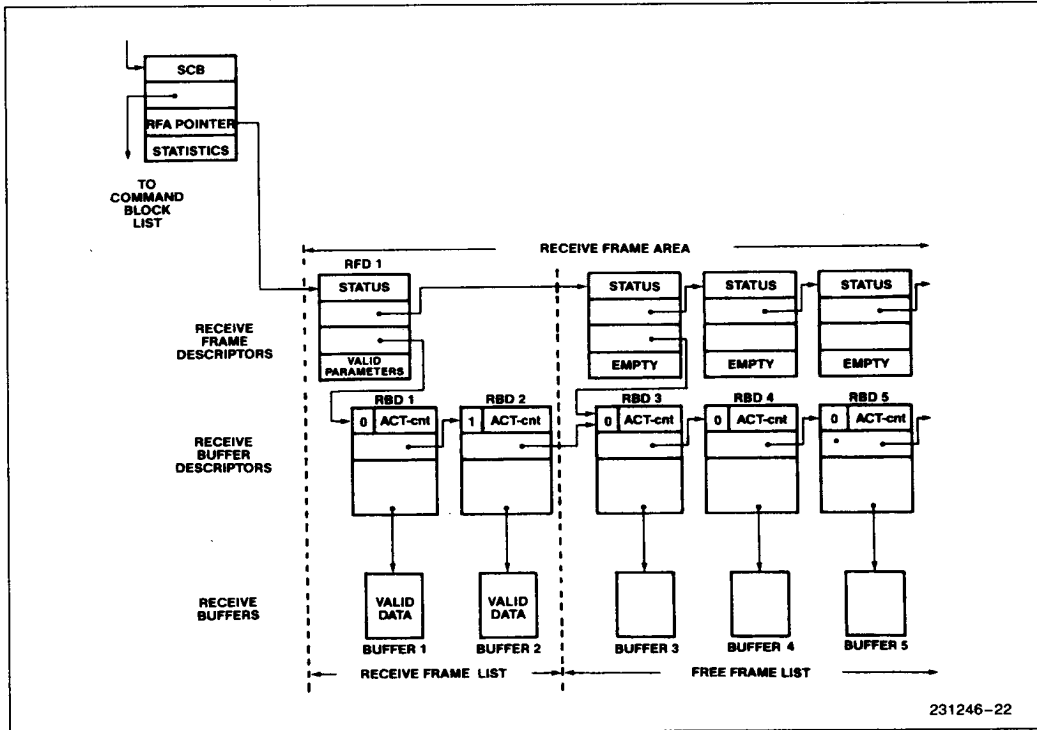 SCB
RFA POINTER
STATISTICS
TO
COMMAND
BLOCK
LIST
RECEIVE FRAME AREA
RFD 1
STATUS
STATUS
STATUS
STATUS
RECEIVE
FRAME
DESCRIPTORS
VALID
PARAMETERS
EMPTY
EMPTY
EMPTY
RBD 1
RBD 2
RBD 3
RBD 4
RBD 5
0 ACT-cnt
1 ACT-cnt
0 ACT-cnt
0 ACT-cnt
0 ACT-cnt
RECEIVE
BUFFER
DESCRIPTORS
RECEIVE
BUFFERS
VALID
DATA
VALID
DATA
BUFFER 1
BUFFER 2
BUFFER 3
BUFFER 4
BUFFER 5
RECEIVE FRAME LIST
FREE FRAME LIST
231246-22